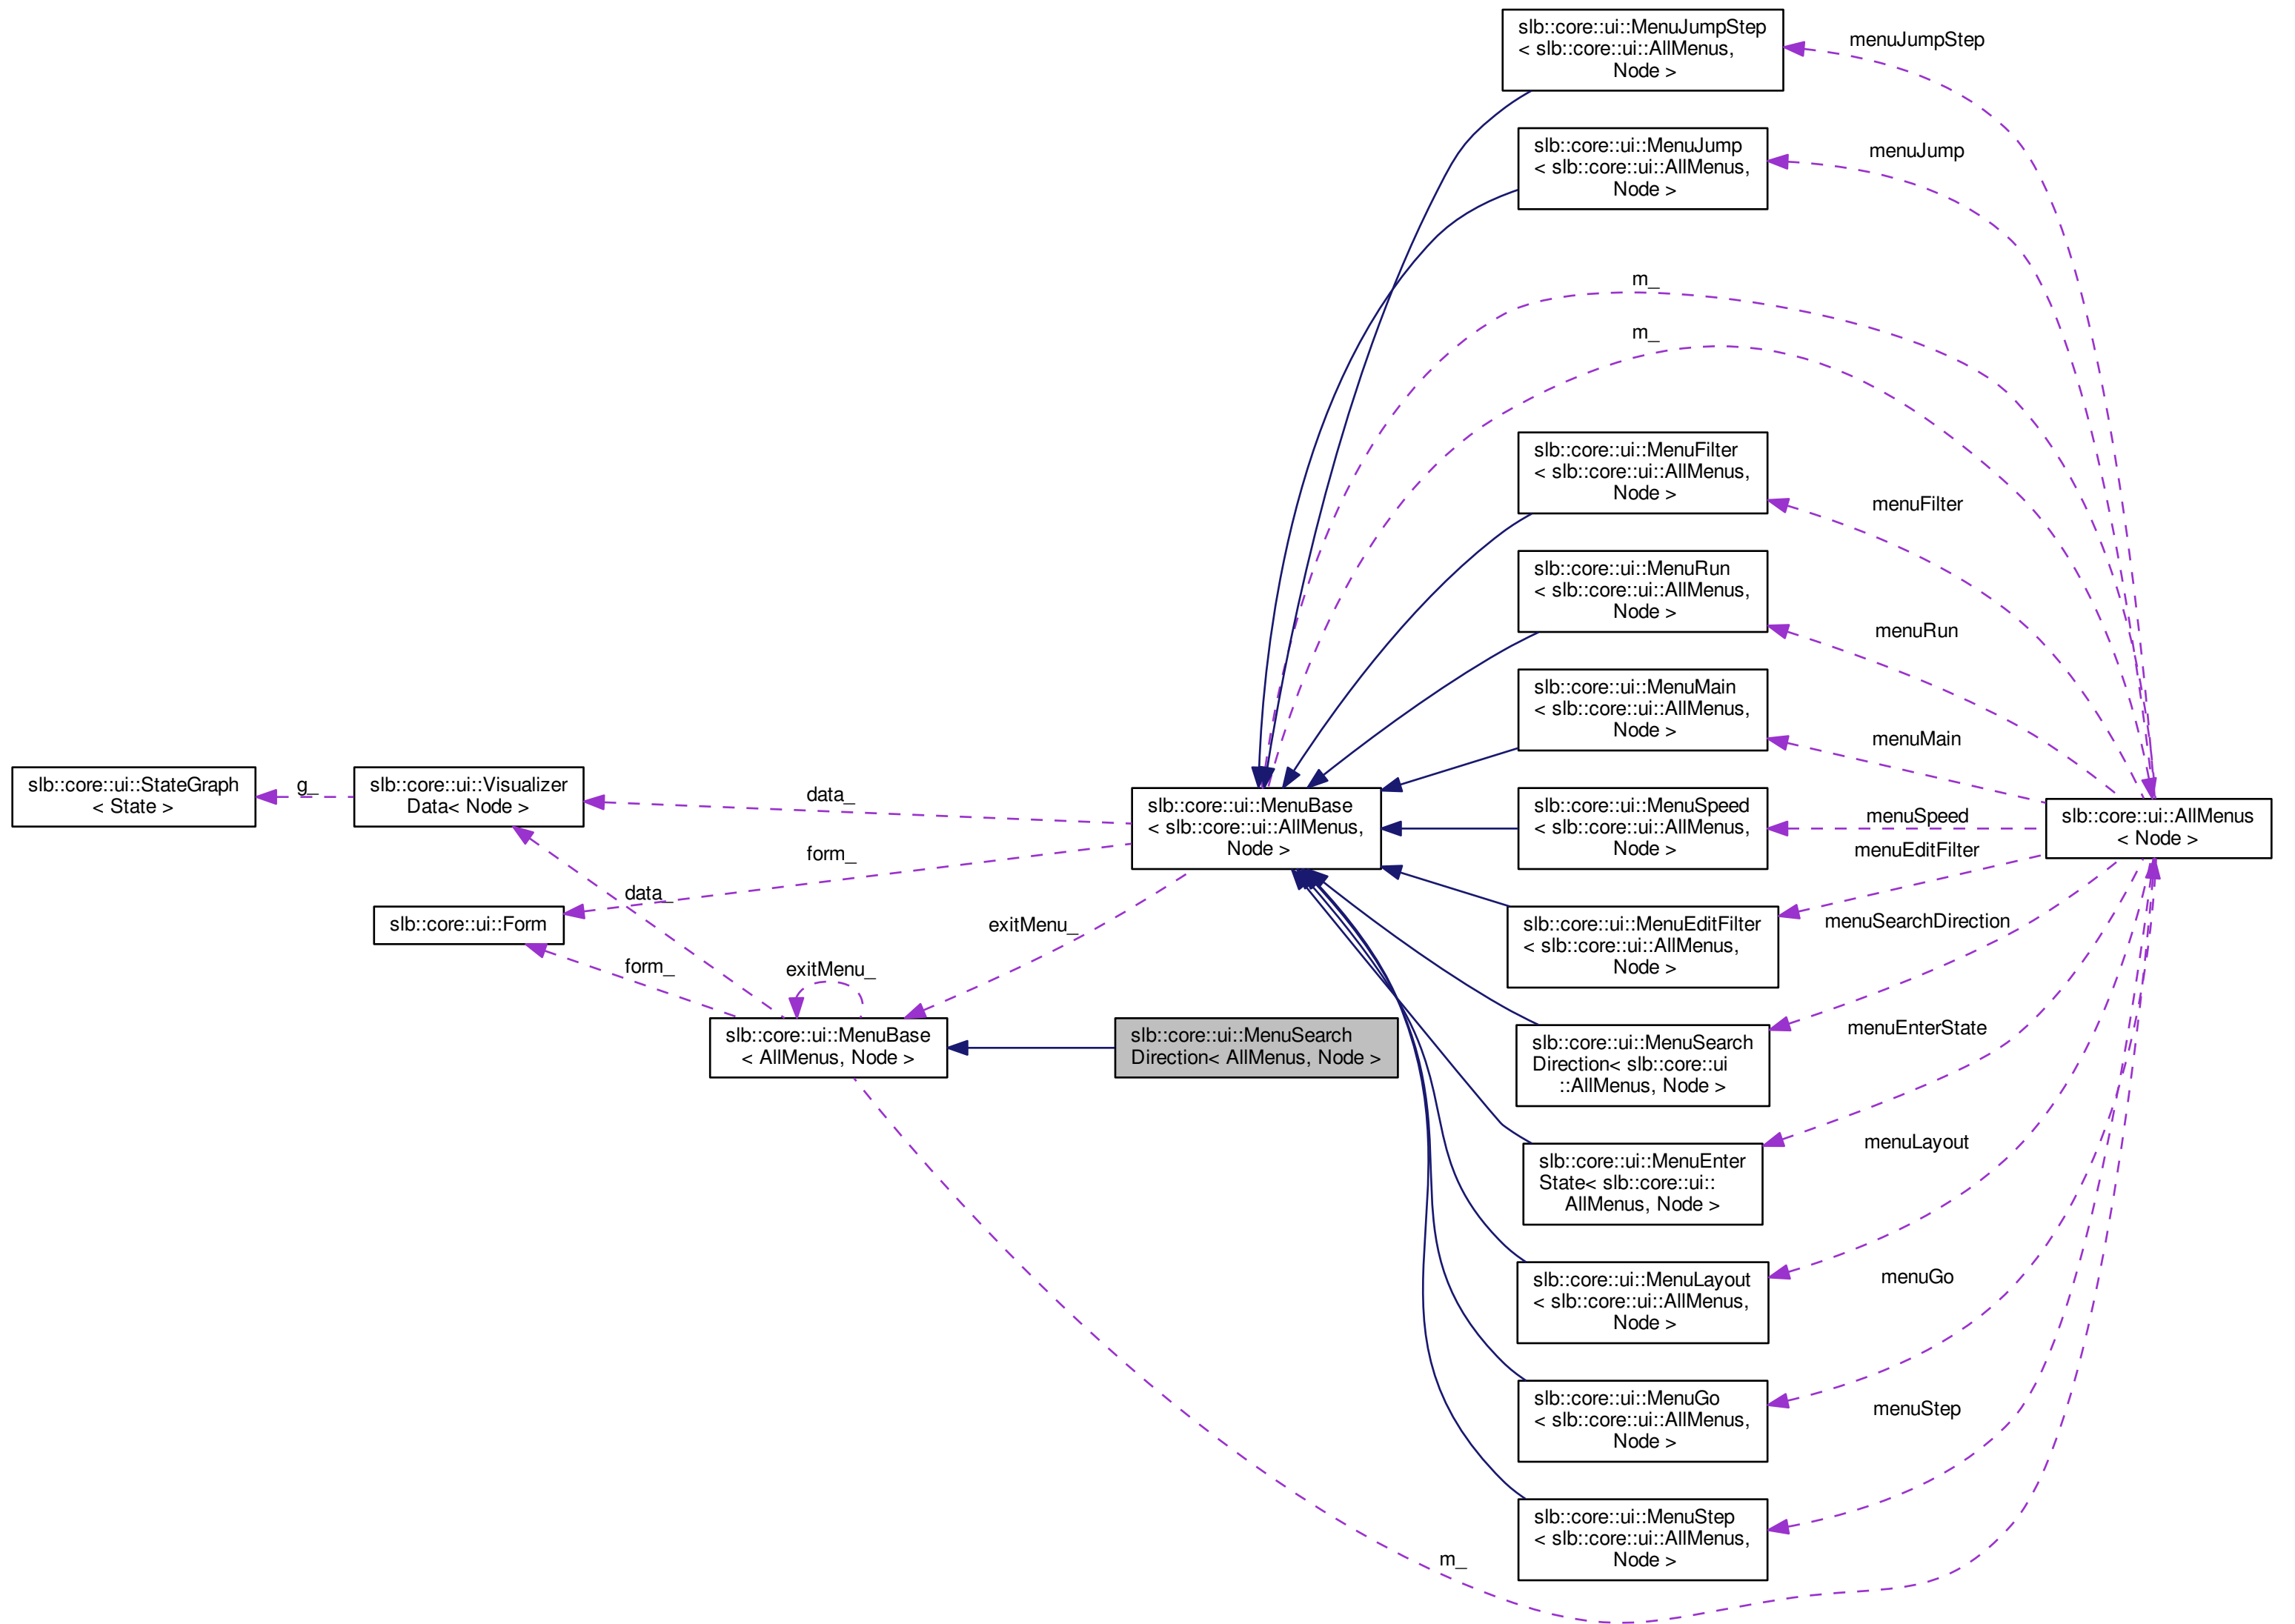 slb::core::ui::MenuJumpStep
< slb::core::ui::AllMenus,
Node >
menuJumpStep
slb::core::ui::MenuJump
< slb::core::ui::AllMenus,
Node >
menuJump
m_
m_
slb::core::ui::MenuFilter
< slb::core::ui::AllMenus,
Node >
menuFilter
slb::core::ui::MenuRun
< slb::core::ui::AllMenus,
Node >
menuRun
slb::core::ui::MenuMain
< slb::core::ui::AllMenus,
Node >
menuMain
slb::core::ui::StateGraph
< State >
g_
slb::core::ui::Visualizer
Data< Node >
data_
slb::core::ui::MenuBase
< slb::core::ui::AllMenus,
Node >
slb::core::ui::MenuSpeed
< slb::core::ui::AllMenus,
Node >
menuSpeed
slb::core::ui::AllMenus
< Node >
menuEditFilter
form_
data_
slb::core::ui::Form
exitMenu_
slb::core::ui::MenuEditFilter
< slb::core::ui::AllMenus,
Node >
menuSearchDirection
form_
exitMenu_
slb::core::ui::MenuBase
< AllMenus, Node >
slb::core::ui::MenuSearch
Direction< AllMenus, Node >
slb::core::ui::MenuSearch
Direction< slb::core::ui
::AllMenus, Node >
menuEnterState
slb::core::ui::MenuEnter
State< slb::core::ui::
AllMenus, Node >
menuLayout
slb::core::ui::MenuLayout
< slb::core::ui::AllMenus,
Node >
menuGo
slb::core::ui::MenuGo
< slb::core::ui::AllMenus,
Node >
menuStep
slb::core::ui::MenuStep
< slb::core::ui::AllMenus,
Node >
m_